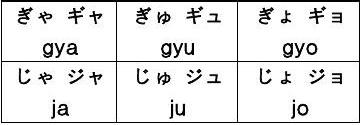 ぎゃ ギャ ぎゅ ギュ ぎょ ギョ
gya gyu gyo
じゃ ジャ じゅ ジュ じょ ジョ
ja ju jo